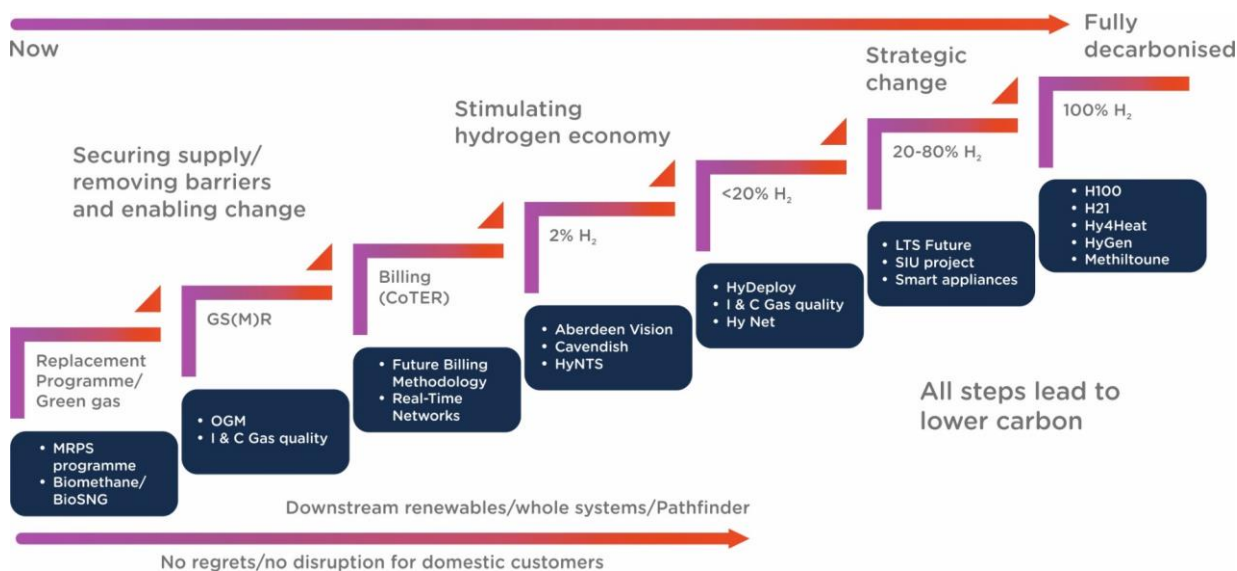 Now
Fully
decarbonised
Strategic
change
Stimulating
hydrogen economy
Securing supply/
removing barriers
and enabling change
Replacement
Programme/
Green gas
• MRPS
programme
• Biomethane/
BioSNG
GS(M)R
• OGM
• I & C Gas quality
Billing
(CoTER)
• Future Billing
Methodology
• Real-Time
Networks
2% H₂
• Aberdeen Vision
• Cavendish
• HyNTS
<20% H₂
• HyDeploy
• I & C Gas quality
• Hy Net
20-80% H₂
• LTS Future
• SIU project
• Smart appliances
100% H₂
• H100
• H21
• Hy4Heat
• HyGen
• Methiltoune
All steps lead to
lower carbon
Downstream renewables/whole systems/Pathfinder
No regrets/no disruption for domestic customers